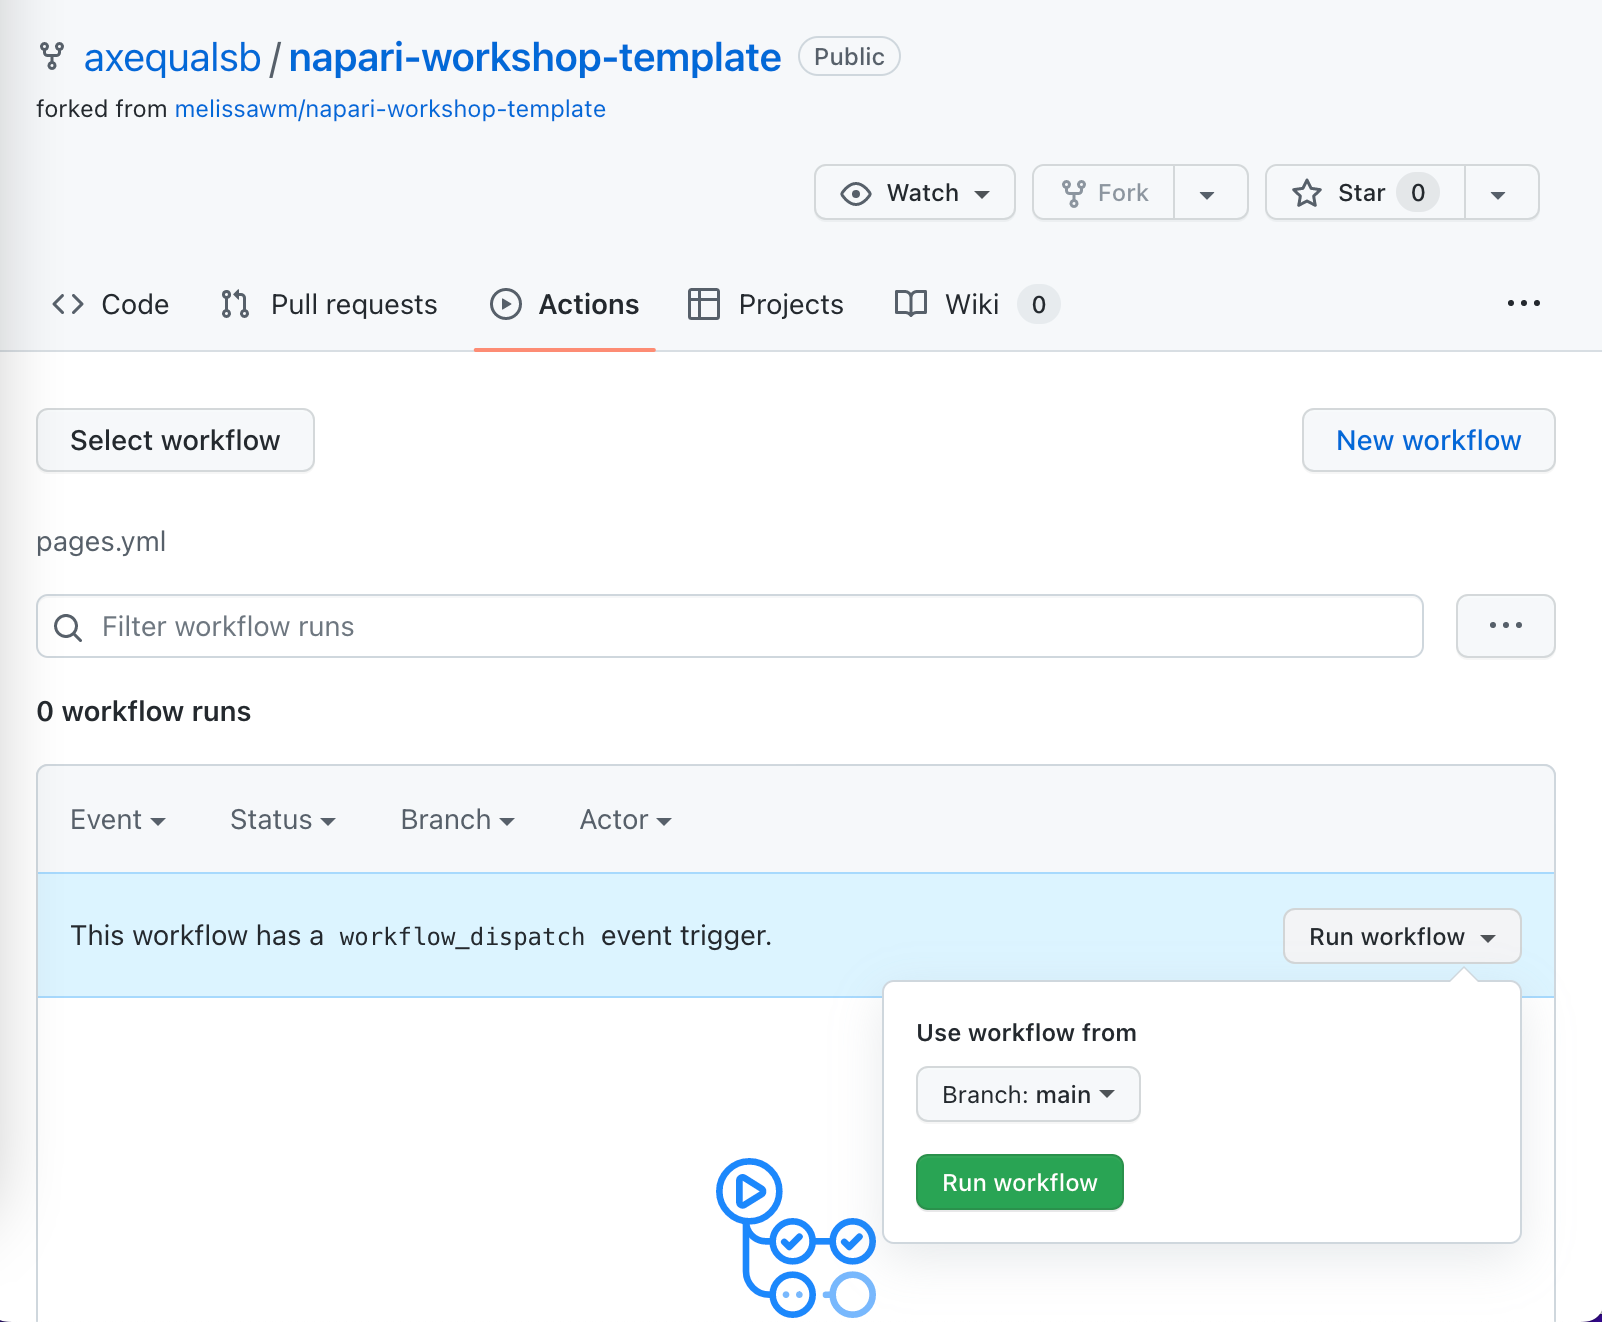 axequalsb / napari-workshop-template Public
forked from melissawm/napari-workshop-template
Watch Fork Star 0
Code Pull requests Actions Projects Wiki 0
Select workflow New workflow
pages.yml
Filter workflow runs
0 workflow runs
Event Status Branch Actor
This workflow has a workflow_dispatch event trigger. Run workflow
Use workflow from
Branch: main
Run workflow